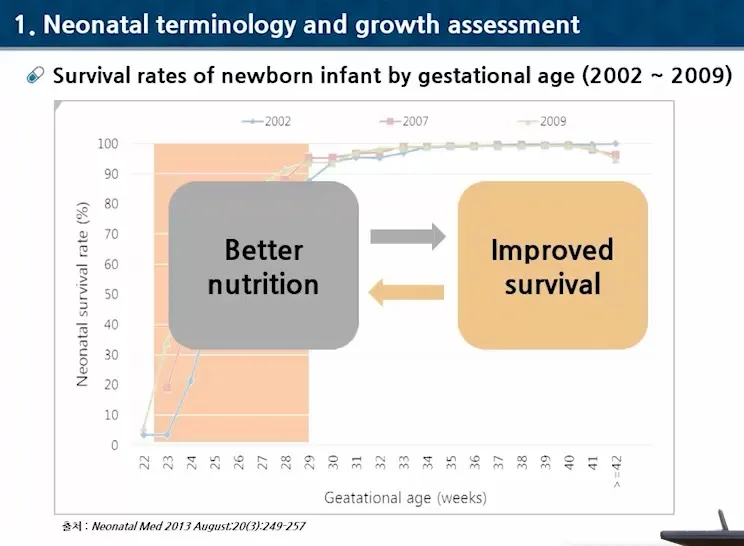 1. Neonatal terminology and growth assessment
Survival rates of newborn infant by gestational age (2002 ~ 2009)
2002 2007 2009
Neonatal survival rate (%)
100
90
80
70
60
50
40
30
20
10
0
Better
nutrition
Improved
survival
22 23 24 25 26 27 28 29 30 31 32 33 34 35 36 37 38 39 40 41 >=42
Geatational age (weeks)
출처 : Neonatal Med 2013 August;20(3):249-257